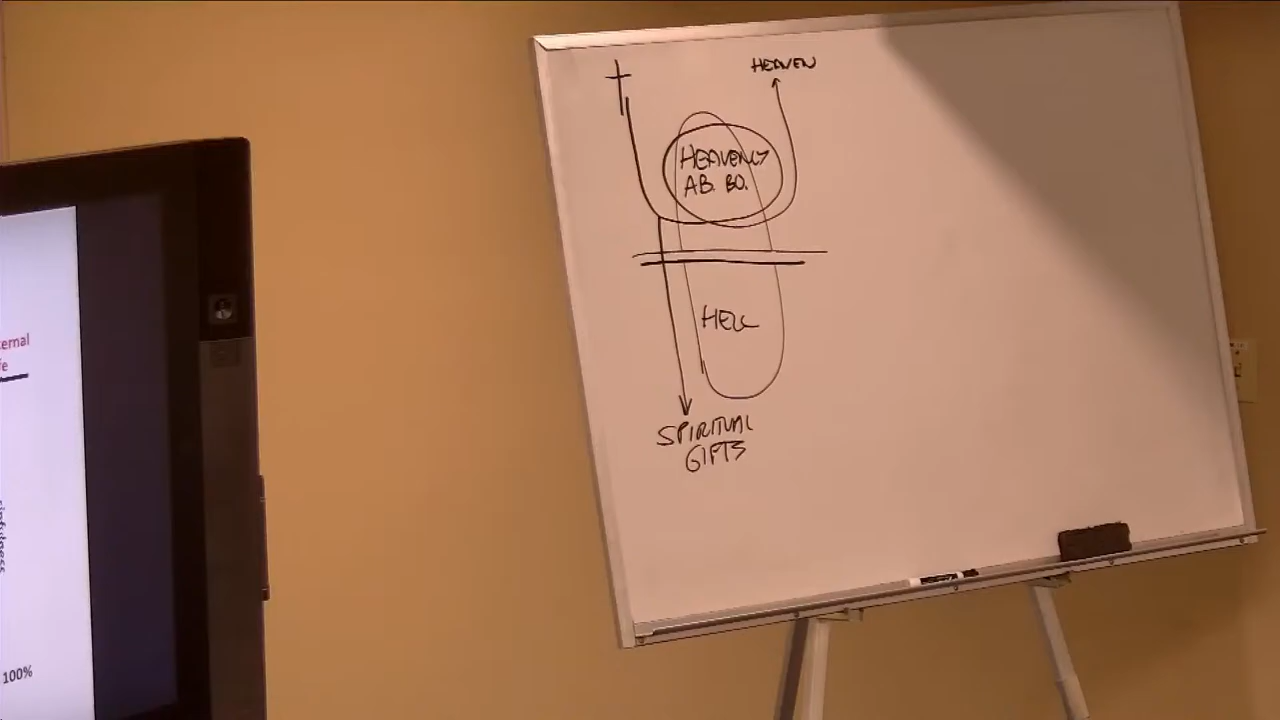 HEAVEN
HEAVENLY
AB. BO.
HELL
SPIRITUAL
GIFTS
ernal
fe
100%